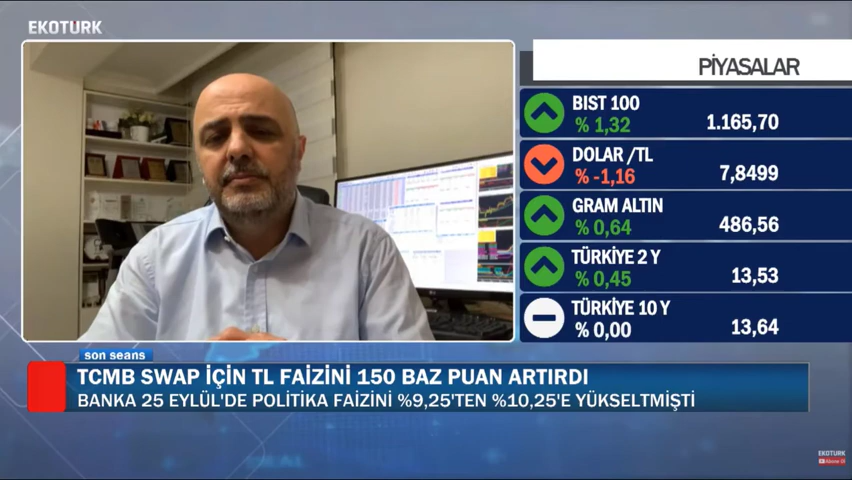 EKOTURK
PİYASALAR
BIST 100
% 1,32
1.165,70
DOLAR /TL
% -1,16
7,8499
GRAM ALTIN
% 0,64
486,56
TÜRKİYE 2 Y
% 0,45
13,53
TÜRKİYE 10 Y
% 0,00
13,64
son seans
TCMB SWAP İÇİN TL FAİZİNİ 150 BAZ PUAN ARTIRDI
BANKA 25 EYLÜL'DE POLİTİKA FAİZİNİ %9,25'TEN %10,25'E YÜKSELTMİŞTİ
EKOTURK
Abone Ol